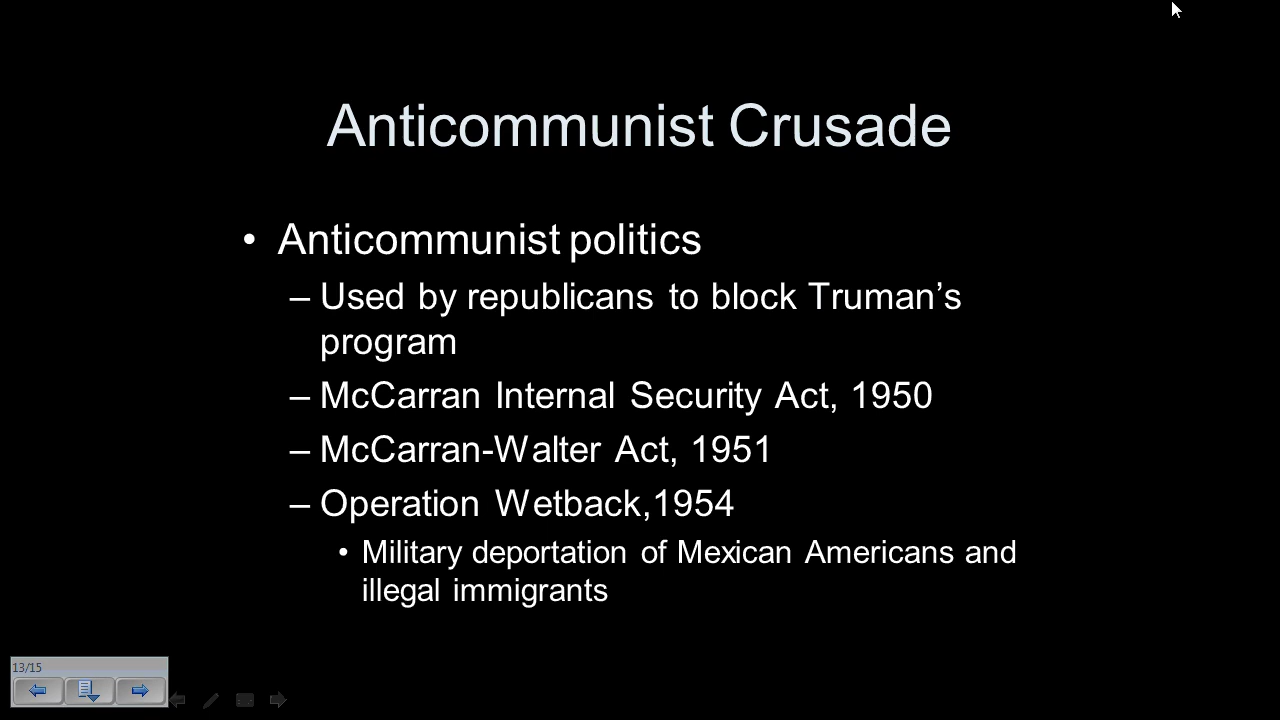 Anticommunist Crusade
• Anticommunist politics
– Used by republicans to block Truman’s
program
– McCarran Internal Security Act, 1950
– McCarran-Walter Act, 1951
– Operation Wetback,1954
• Military deportation of Mexican Americans and
illegal immigrants
13/15